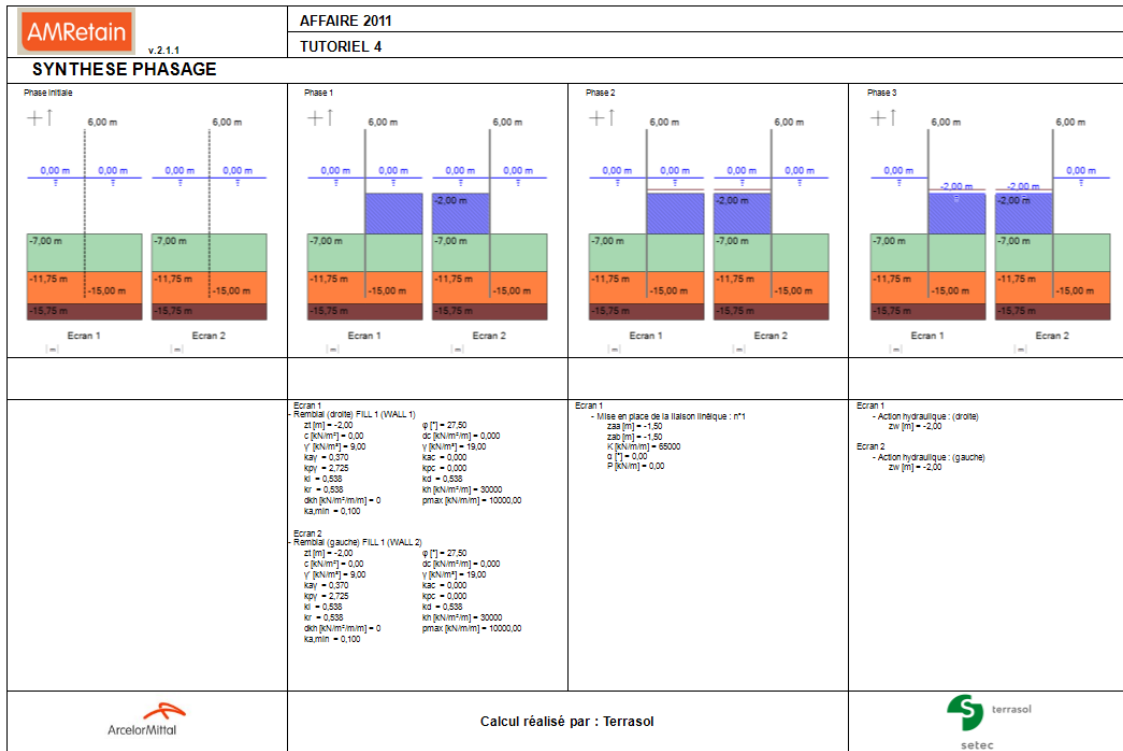 AMRetain
v.2.1.1
AFFAIRE 2011
TUTORIEL 4
SYNTHESE PHASAGE
Phase initiale
6,00 m
6,00 m
0,00 m
0,00 m
0,00 m
0,00 m
-7,00 m
-7,00 m
-11,75 m
-11,75 m
-15,00 m
-15,00 m
-15,75 m
-15,75 m
Ecran 1
Ecran 2
[m]
[m]
Phase 1
6,00 m
6,00 m
0,00 m
0,00 m
0,00 m
0,00 m
-2,00 m
-7,00 m
-7,00 m
-11,75 m
-11,75 m
-15,00 m
-15,00 m
-15,75 m
-15,75 m
Ecran 1
Ecran 2
[m]
[m]
Phase 2
6,00 m
6,00 m
0,00 m
0,00 m
0,00 m
0,00 m
-2,00 m
-7,00 m
-7,00 m
-11,75 m
-11,75 m
-15,00 m
-15,00 m
-15,75 m
-15,75 m
Ecran 1
Ecran 2
[m]
[m]
Phase 3
6,00 m
6,00 m
0,00 m
0,00 m
-2,00 m
-2,00 m
-2,00 m
-7,00 m
-7,00 m
-11,75 m
-11,75 m
-15,00 m
-15,00 m
-15,75 m
-15,75 m
Ecran 1
Ecran 2
[m]
[m]
Ecran 1
- Remblai (droite) FILL 1 (WALL 1)
zt [m] = -2,00 φ [°] = 27,50
c [kN/m²] = 0,00 dc [kN/m²/m] = 0,000
γ' [kN/m³] = 9,00 γ [kN/m³] = 19,00
kaγ = 0,370 kac = 0,000
kpγ = 2,725 kpc = 0,000
ki = 0,538 kd = 0,538
kr = 0,538 kh [kN/m²/m] = 30000
dkh [kN/m²/m/m] = 0 pmax [kN/m/m] = 10000,00
ka,min = 0,100
Ecran 2
- Remblai (gauche) FILL 1 (WALL 2)
zt [m] = -2,00 φ [°] = 27,50
c [kN/m²] = 0,00 dc [kN/m²/m] = 0,000
γ' [kN/m³] = 9,00 γ [kN/m³] = 19,00
kaγ = 0,370 kac = 0,000
kpγ = 2,725 kpc = 0,000
ki = 0,538 kd = 0,538
kr = 0,538 kh [kN/m²/m] = 30000
dkh [kN/m²/m/m] = 0 pmax [kN/m/m] = 10000,00
ka,min = 0,100
Ecran 1
- Mise en place de la liaison linéique : n°1
zaa [m] = -1,50
zab [m] = -1,50
K [kN/m/m] = 65000
α [°] = 0,00
P [kN/m] = 0,00
Ecran 1
- Action hydraulique : (droite)
zw [m] = -2,00
Ecran 2
- Action hydraulique : (gauche)
zw [m] = -2,00
ArcelorMittal
Calcul réalisé par : Terrasol
terrasol
setec